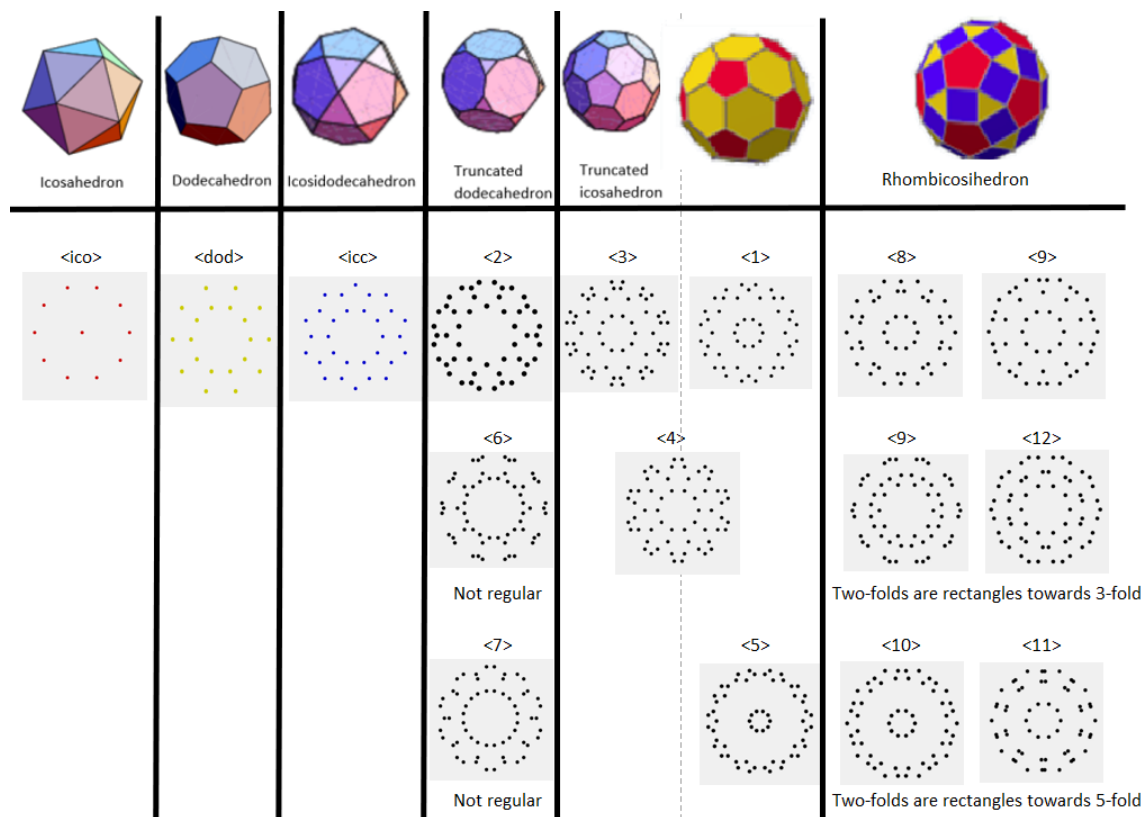 Icosahedron
Dodecahedron
Icosidodecahedron
Truncated
dodecahedron
Truncated
icosahedron
Rhombicosihedron
<ico>
<dod>
<icc>
<2>
<3>
<1>
<8>
<9>
<6>
<4>
<9>
<12>
Not regular
Two-folds are rectangles towards 3-fold
<7>
<5>
<10>
<11>
Not regular
Two-folds are rectangles towards 5-fold